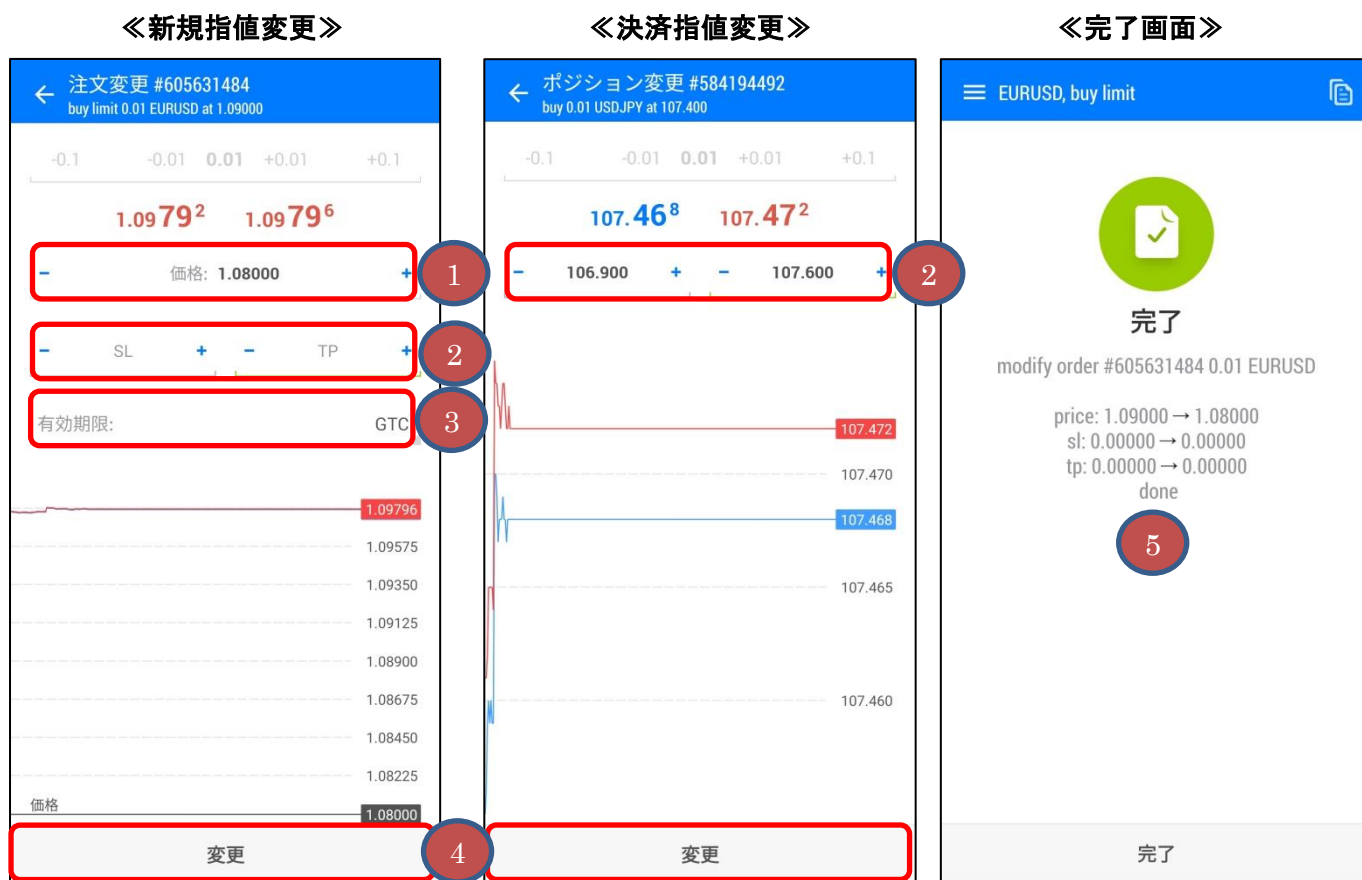 ≪新規指値変更≫
注文変更 #605631484
buy limit 0.01 EURUSD at 1.09000
-0.1 -0.01 0.01 +0.01 +0.1
1.09792 1.09796
- 価格: 1.08000 +
1
- SL + - TP +
2
有効期限: GTC
3
1.09796
1.09575
1.09350
1.09125
1.08900
1.08675
1.08450
1.08225
価格
1.08000
変更
4
≪決済指値変更≫
ポジション変更 #584194492
buy 0.01 USDJPY at 107.400
-0.1 -0.01 0.01 +0.01 +0.1
107.468 107.472
- 106.900 + - 107.600 +
2
107.472
107.470
107.468
107.465
107.460
変更
≪完了画面≫
EURUSD, buy limit
完了
modify order #605631484 0.01 EURUSD
price: 1.09000 → 1.08000
sl: 0.00000 → 0.00000
tp: 0.00000 → 0.00000
done
5
完了